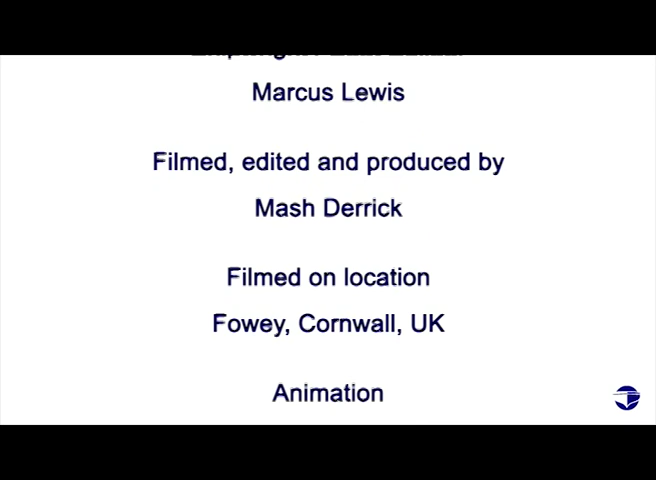 Marcus Lewis
Filmed, edited and produced by
Mash Derrick
Filmed on location
Fowey, Cornwall, UK
Animation